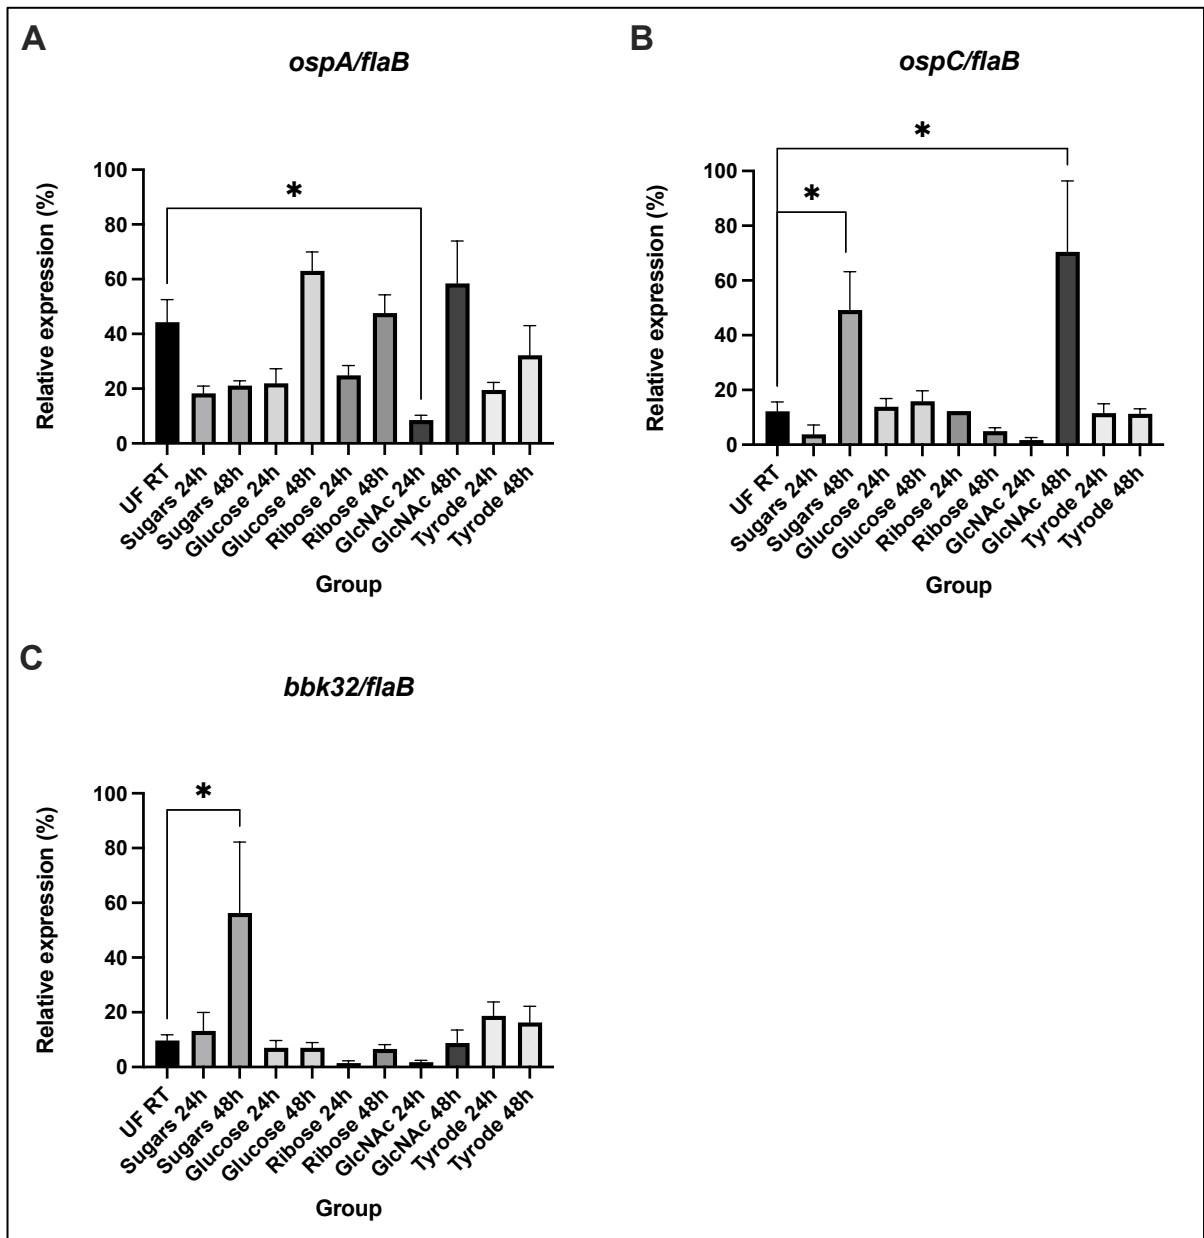 A
ospA/flaB
Relative expression (%)
100
80
60
40
20
0
*
UF RT
Sugars 24h
Sugars 48h
Glucose 24h
Glucose 48h
Ribose 24h
Ribose 48h
GlcNAC 24h
GlcNAC 48h
Tyrode 24h
Tyrode 48h
Group
B
ospC/flaB
Relative expression (%)
100
80
60
40
20
0
*
*
UF RT
Sugars 24h
Sugars 48h
Glucose 24h
Glucose 48h
Ribose 24h
Ribose 48h
GlcNAC 24h
GlcNAC 48h
Tyrode 24h
Tyrode 48h
Group
C
bbk32/flaB
Relative expression (%)
100
80
60
40
20
0
*
UF RT
Sugars 24h
Sugars 48h
Glucose 24h
Glucose 48h
Ribose 24h
Ribose 48h
GlcNAc 24h
GlcNAc 48h
Tyrode 24h
Tyrode 48h
Group